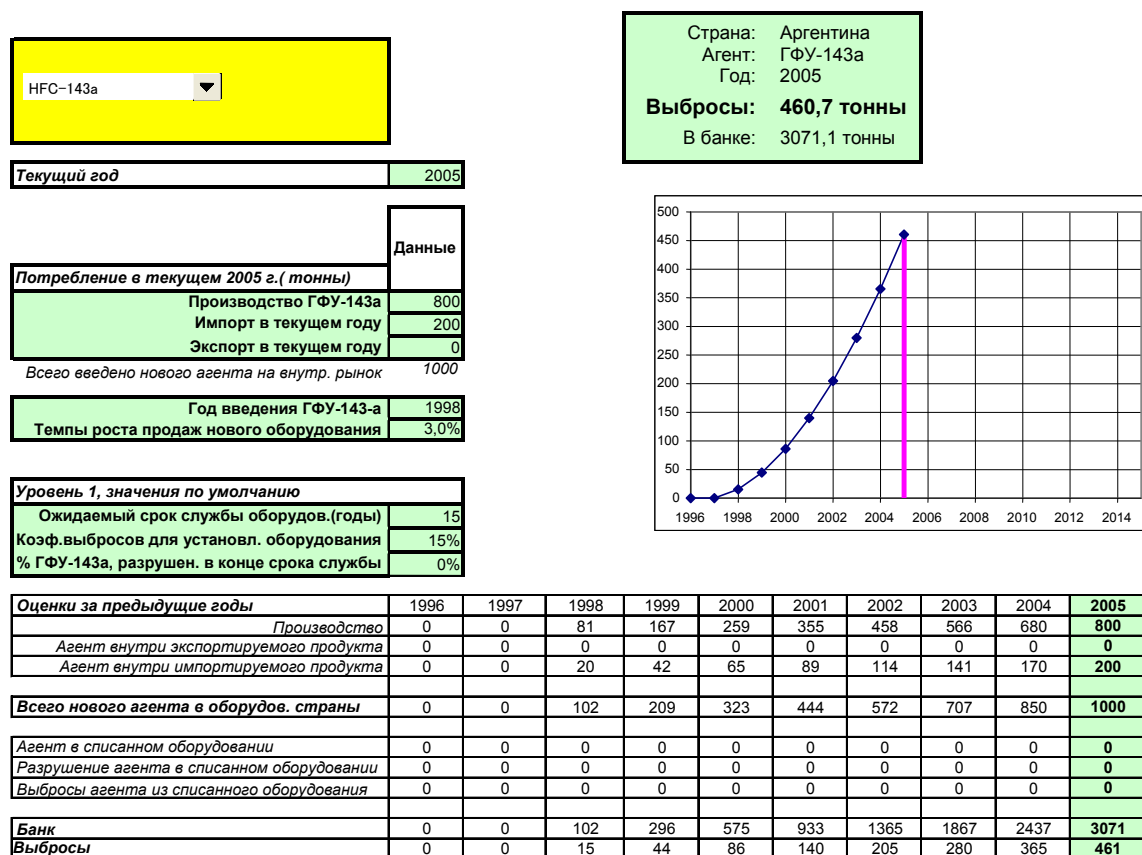 HFC-143a
Страна: Аргентина
Агент: ГФУ-143а
Год: 2005
Выбросы: 460,7 тонны
В банке: 3071,1 тонны
Текущий год 2005
Данные
Потребление в текущем 2005 г.( тонны)
Производство ГФУ-143а 800
Импорт в текущем году 200
Экспорт в текущем году 0
Всего введено нового агента на внутр. рынок 1000
Год введения ГФУ-143-а 1998
Темпы роста продаж нового оборудования 3,0%
Уровень 1, значения по умолчанию
Ожидаемый срок службы оборудов.(годы) 15
Коэф.выбросов для установл. оборудования 15%
% ГФУ-143а, разрушен. в конце срока службы 0%
500
450
400
350
300
250
200
150
100
50
0
1996 1998 2000 2002 2004 2006 2008 2010 2012 2014
Оценки за предыдущие годы 1996 1997 1998 1999 2000 2001 2002 2003 2004 2005
Производство 0 0 81 167 259 355 458 566 680 800
Агент внутри экспортируемого продукта 0 0 0 0 0 0 0 0 0 0
Агент внутри импортируемого продукта 0 0 20 42 65 89 114 141 170 200
Всего нового агента в оборудов. страны 0 0 102 209 323 444 572 707 850 1000
Агент в списанном оборудовании 0 0 0 0 0 0 0 0 0 0
Разрушение агента в списанном оборудовании 0 0 0 0 0 0 0 0 0 0
Выбросы агента из списанного оборудования 0 0 0 0 0 0 0 0 0 0
Банк 0 0 102 296 575 933 1365 1867 2437 3071
Выбросы 0 0 15 44 86 140 205 280 365 461